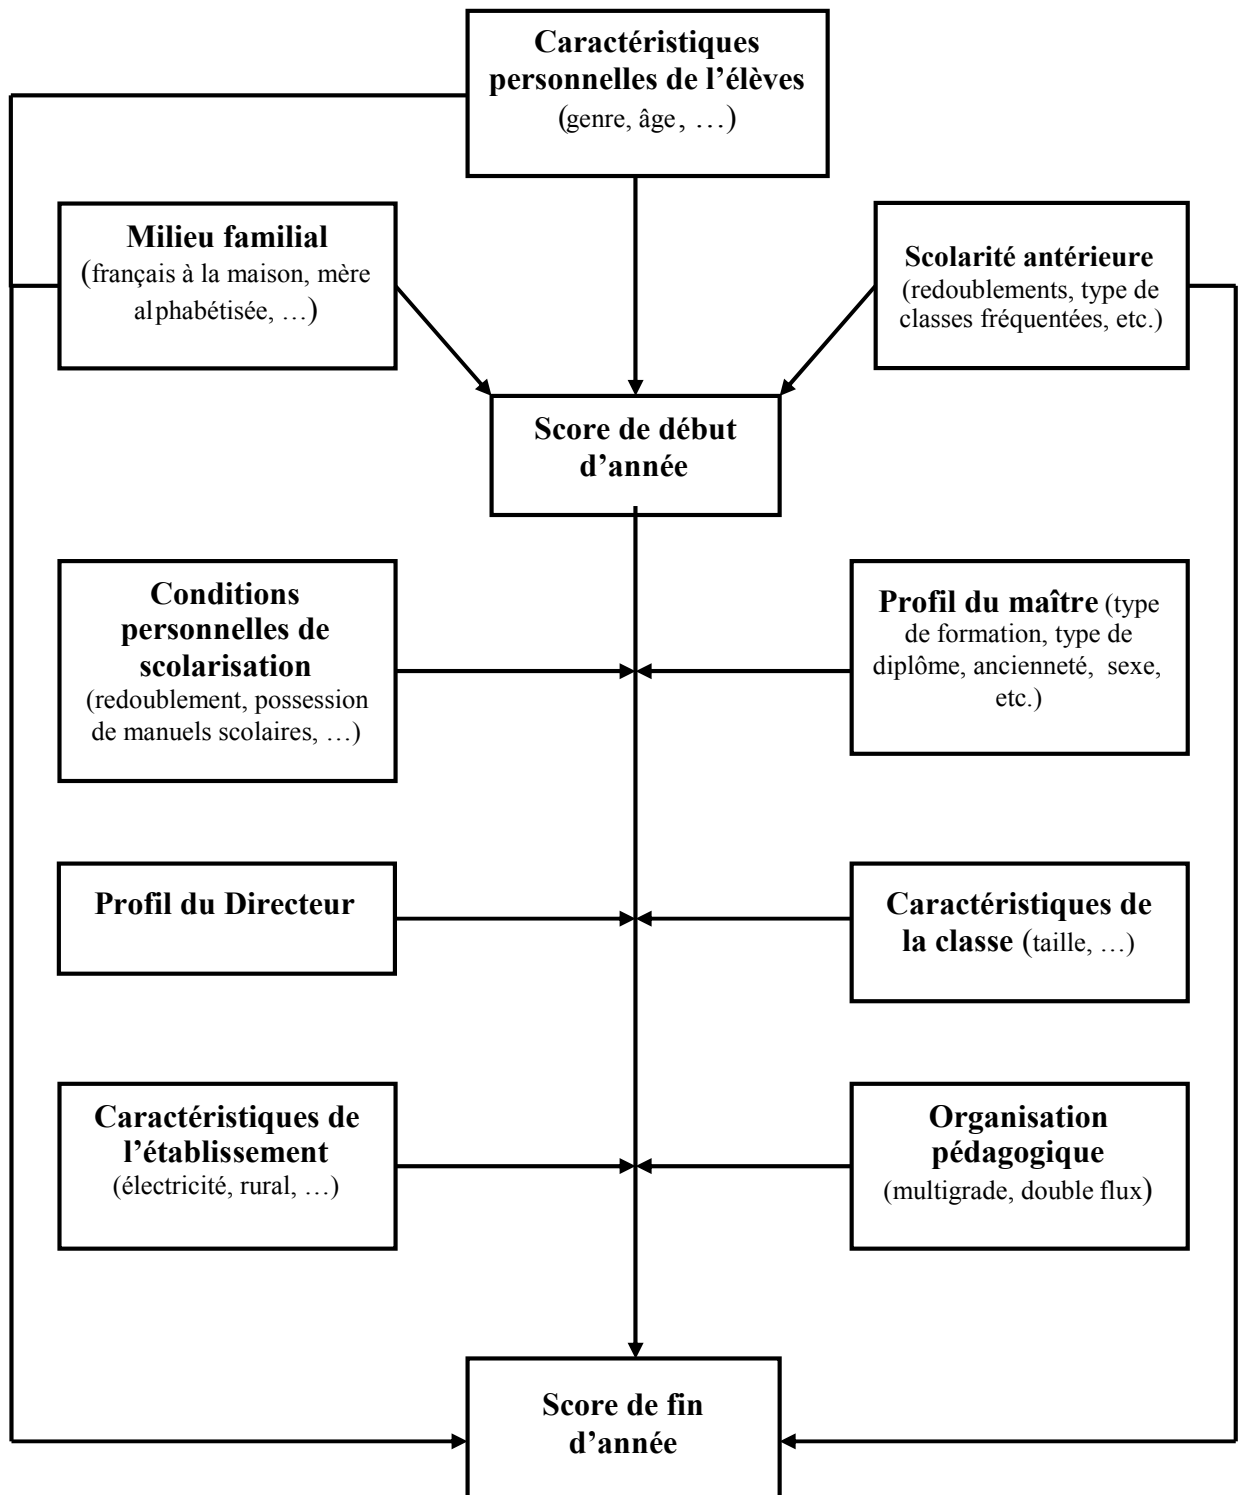 Caractéristiques
personnelles de l’élèves
(genre, âge, …)
Milieu familial
(français à la maison, mère
alphabétisée, …)
Scolarité antérieure
(redoublements, type de
classes fréquentées, etc.)
Score de début
d’année
Conditions
personnelles de
scolarisation
(redoublement, possession
de manuels scolaires, …)
Profil du maître (type
de formation, type de
diplôme, ancienneté, sexe,
etc.)
Profil du Directeur
Caractéristiques de
la classe (taille, …)
Caractéristiques de
l’établissement
(électricité, rural, …)
Organisation
pédagogique
(multigrade, double flux)
Score de fin
d’année